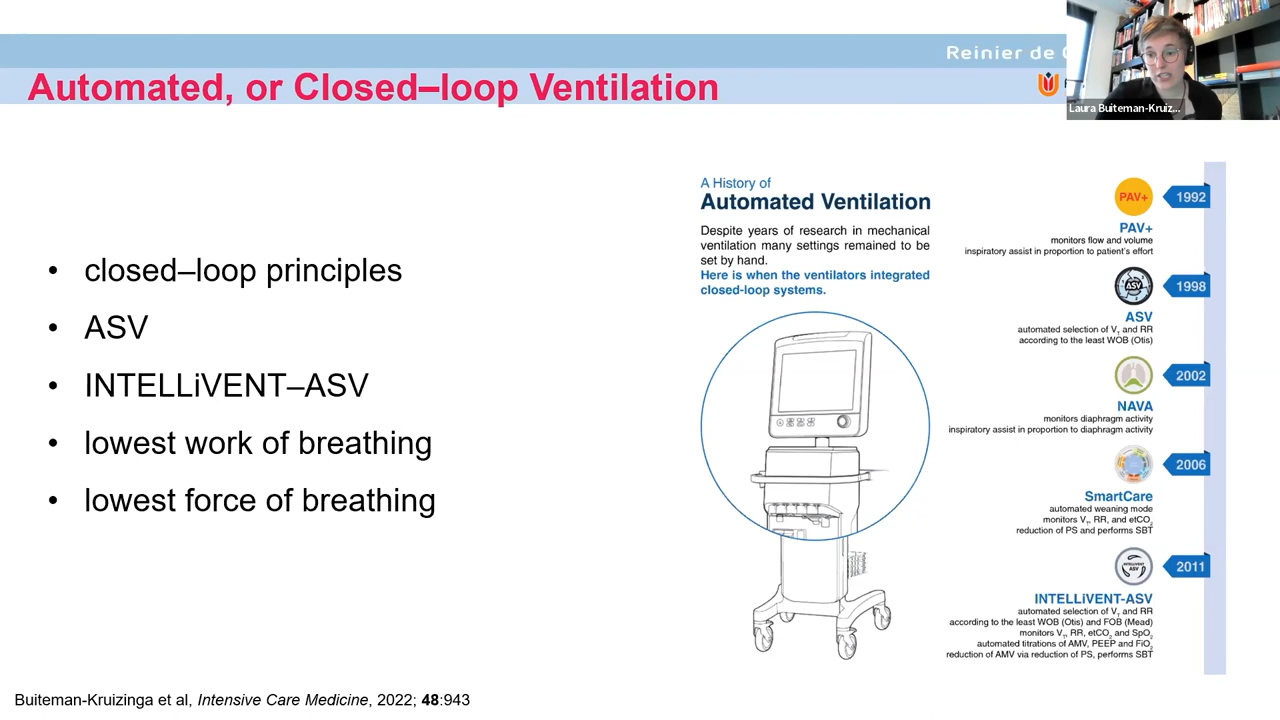 Reinier de
Automated, or Closed–loop Ventilation
Laura Buiteman-Kruiz...
• closed–loop principles
• ASV
• INTELLiVENT–ASV
• lowest work of breathing
• lowest force of breathing
A History of
Automated Ventilation
Despite years of research in mechanical
ventilation many settings remained to be
set by hand.
Here is when the ventilators integrated
closed-loop systems.
PAV+
1992
PAV+
monitors flow and volume
inspiratory assist in proportion to patient's effort
ASV
1998
ASV
automated selection of VT and RR
according to the least WOB (Otis)
2002
NAVA
monitors diaphragm activity
inspiratory assist in proportion to diaphragm activity
2006
SmartCare
automated weaning mode
monitors VT, RR, and etCO2
reduction of PS and performs SBT
INTELLiVENT
ASV
2011
INTELLiVENT-ASV
automated selection of VT and RR
according to the least WOB (Otis) and FOB (Mead)
monitors VT, RR, etCO2 and SpO2
automated titrations of AMV, PEEP and FiO2
reduction of AMV via reduction of PS, performs SBT
Buiteman-Kruizinga et al, Intensive Care Medicine, 2022; 48:943